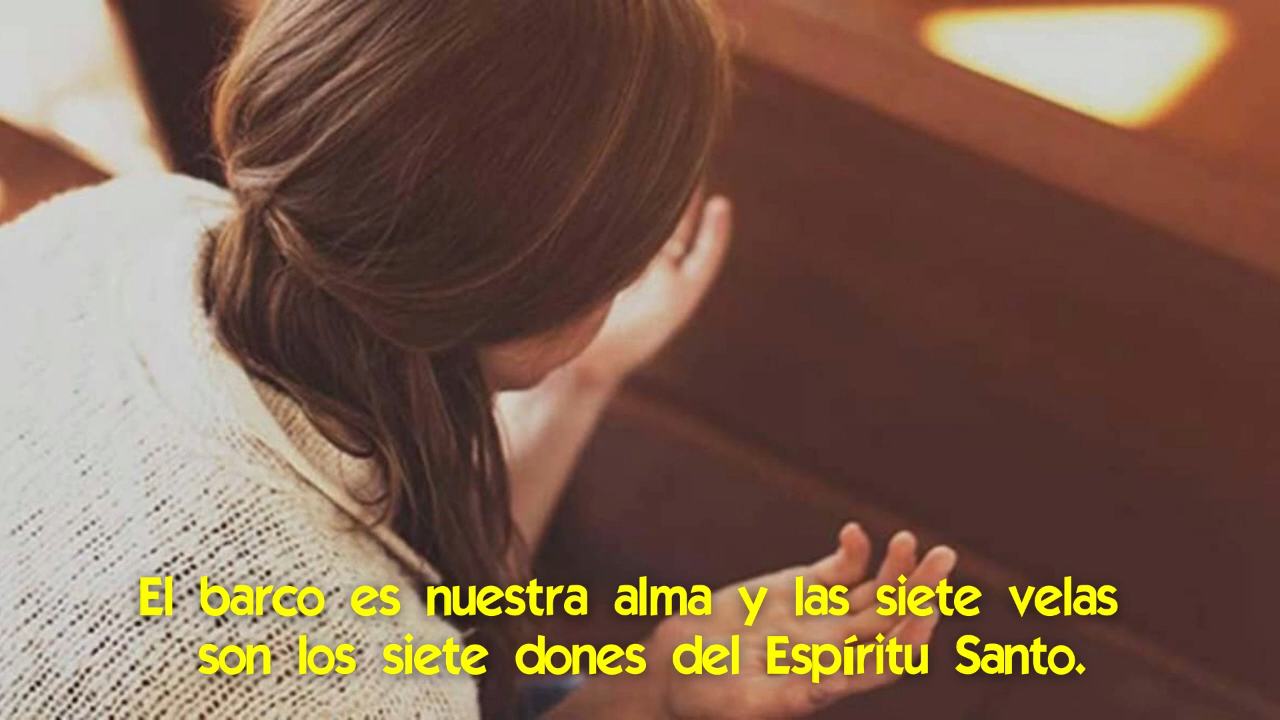 El barco es nuestra alma y las siete velas
son los siete dones del Espíritu Santo.